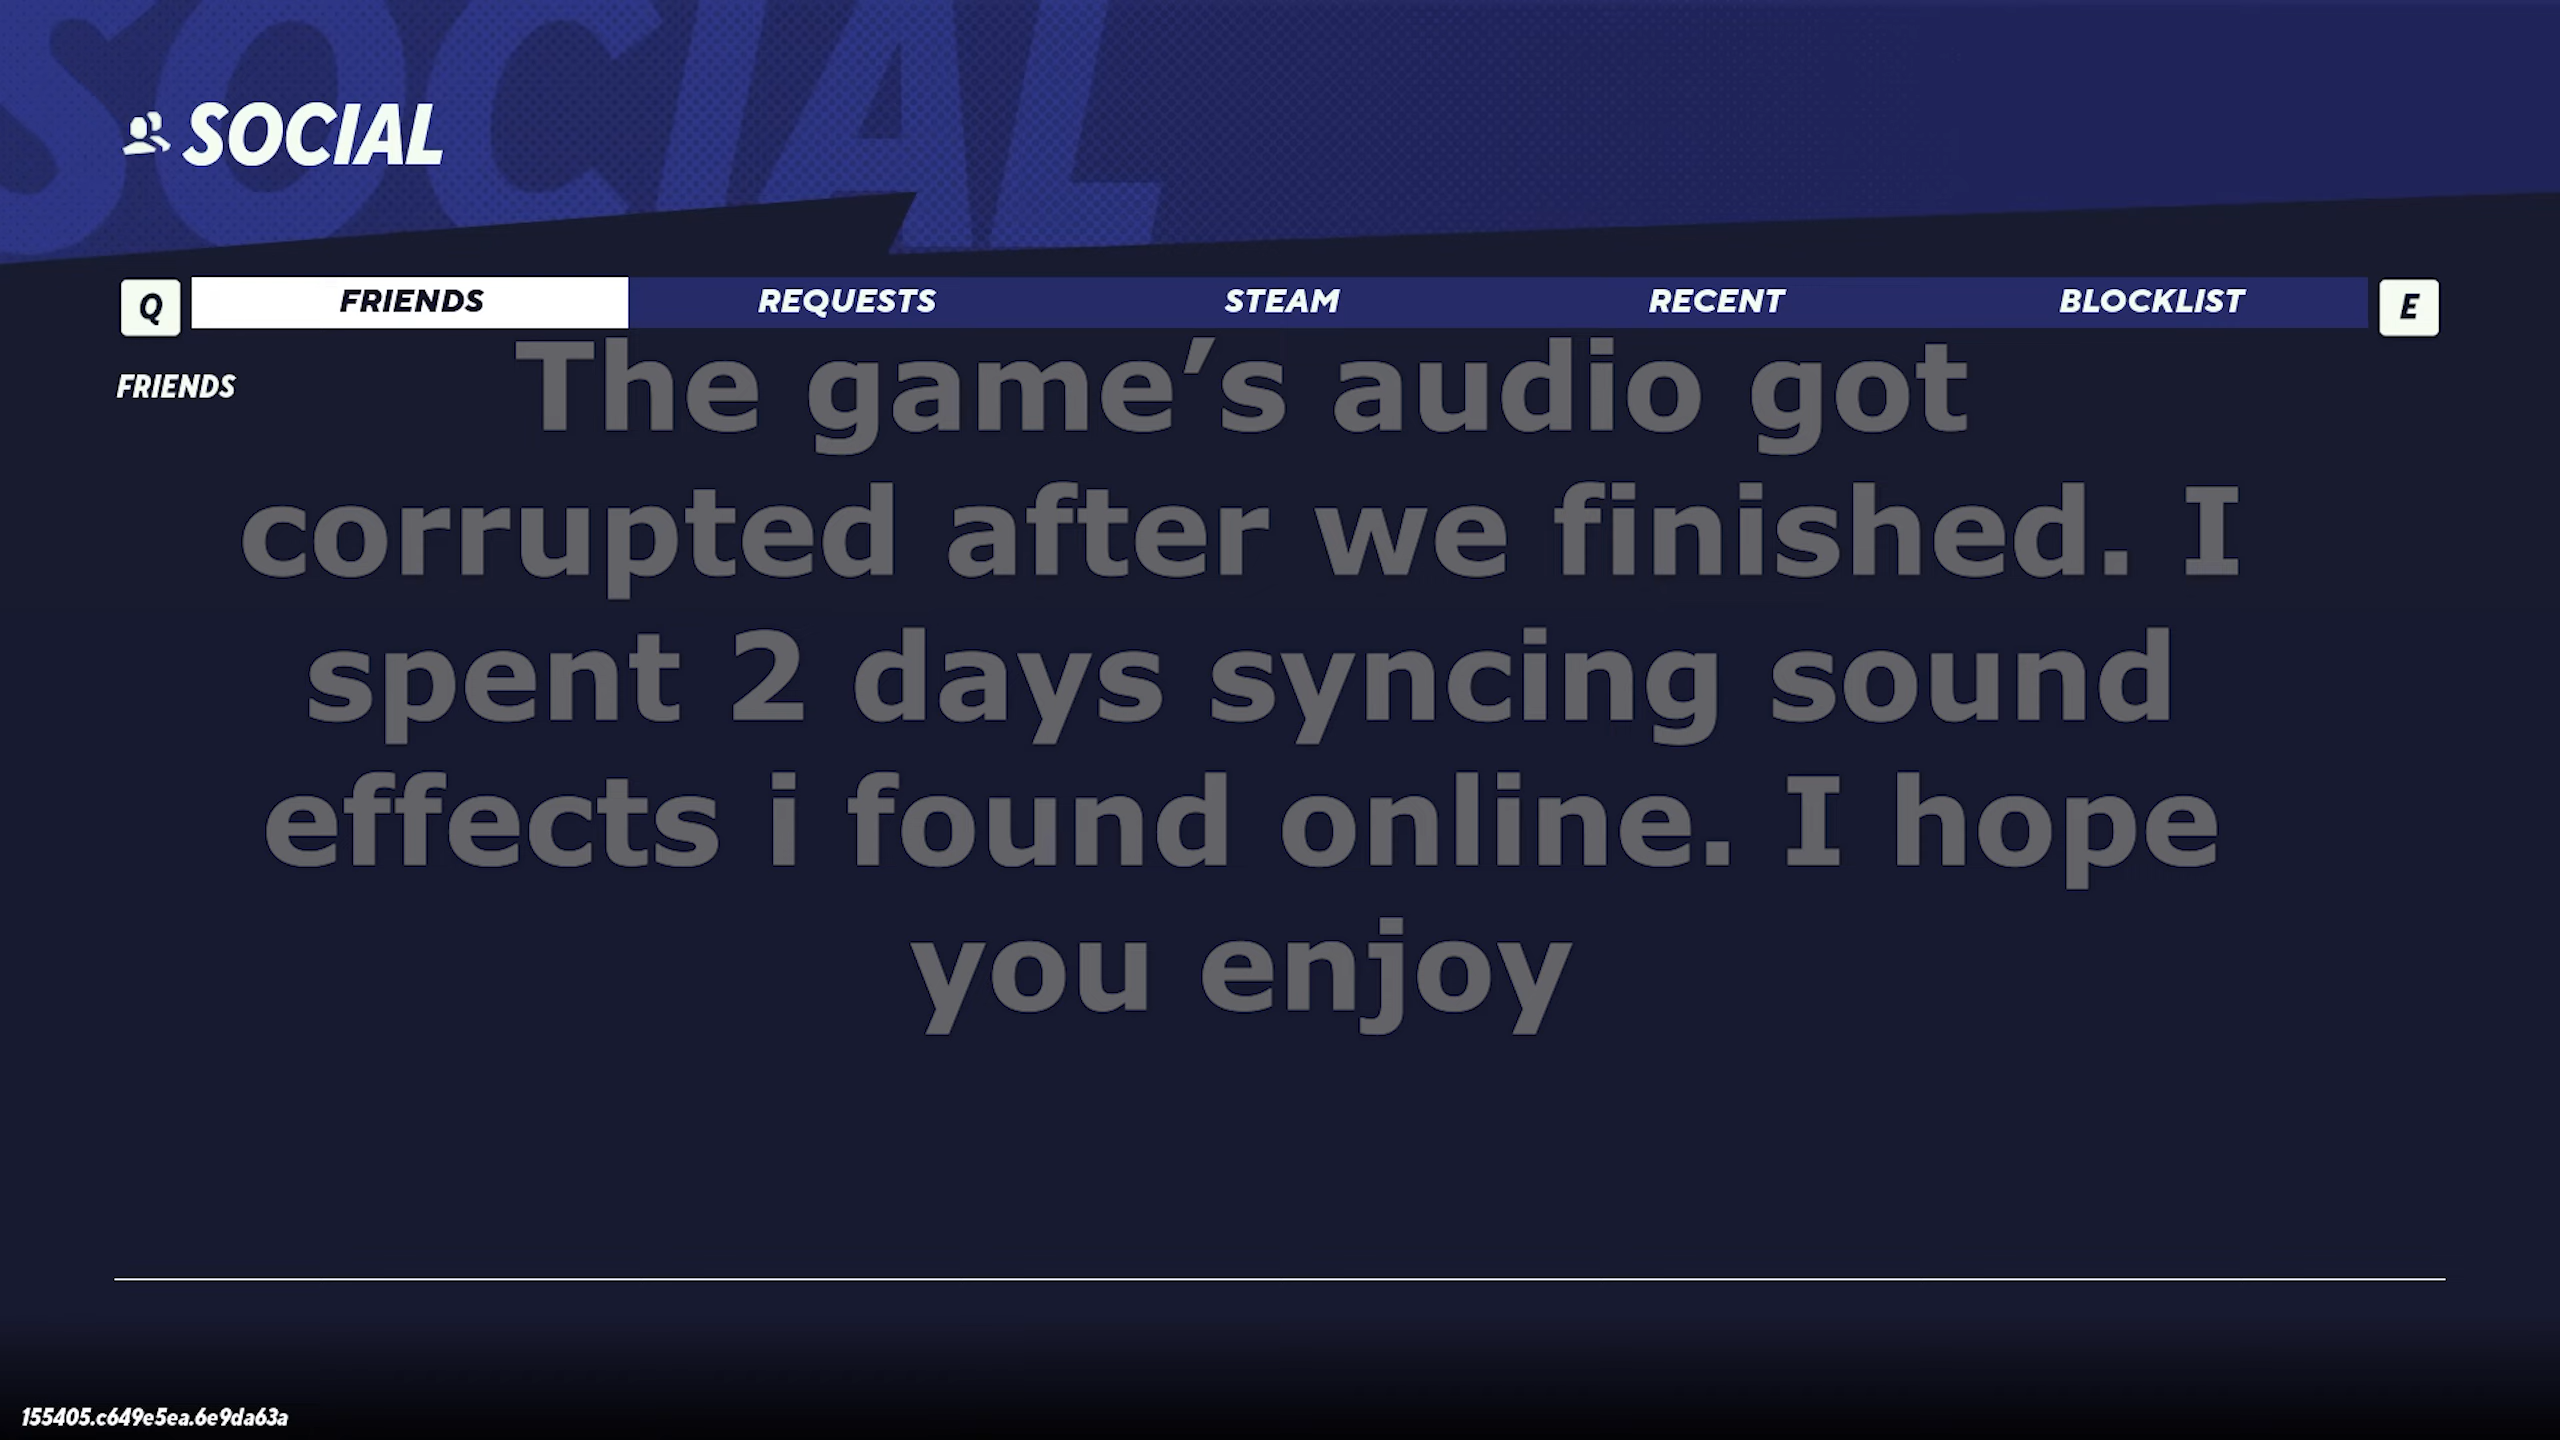 SOCIAL
SOCIAL
Q FRIENDS REQUESTS STEAM RECENT BLOCKLIST E
FRIENDS
The game’s audio got
corrupted after we finished. I
spent 2 days syncing sound
effects i found online. I hope
you enjoy
155405.c649e5ea.6e9da63a